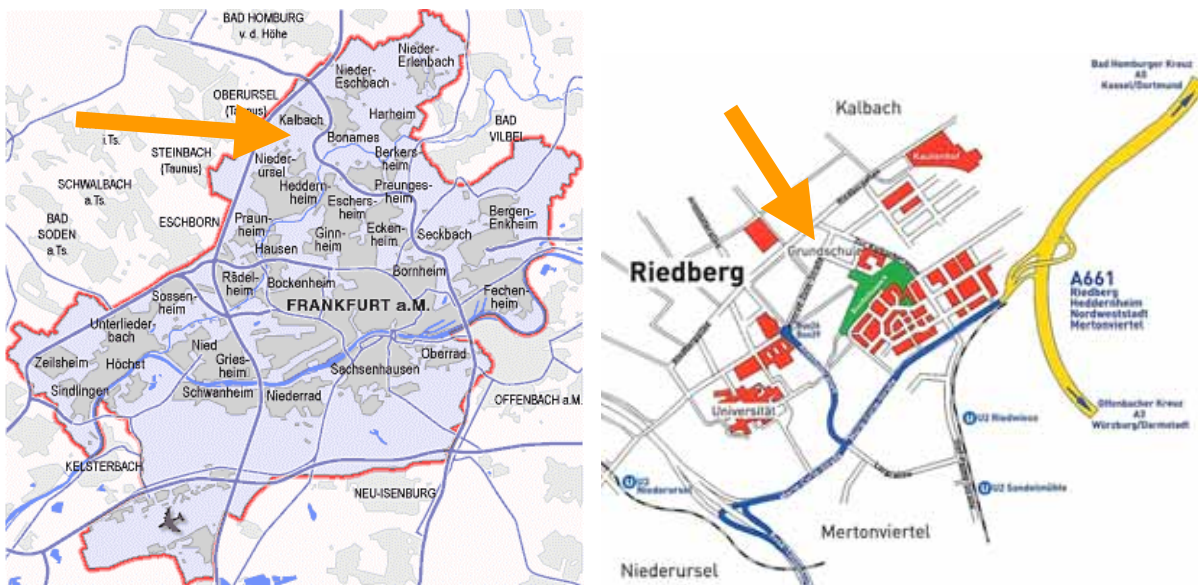 BAD HOMBURG
v. d. Höhe
Nieder-
Erlenbach
Nieder-
Eschbach
OBERURSEL
(Taunus)
Harheim
Kalbach
BAD
VILBEL
i.Ts.
Bonames
STEINBACH
(Taunus)
Berkers-
heim
Nieder-
ursel
SCHWALBACH
a.Ts.
Heddern-
heim
Preunges-
heim
Eschers-
heim
ESCHBORN
BAD
SODEN
a.Ts.
Praun-
heim
Ginn-
heim
Ecken-
heim
Seckbach
Bergen-
Enkheim
Hausen
Rödel-
heim
Bockenheim
Bornheim
Sossen-
heim
FRANKFURT a.M.
Fechen-
heim
Unterlieder-
bach
Zeilsheim
Höchst
Nied
Gries-
heim
Oberrad
Sindlingen
Schwanheim
Niederrad
Sachsenhausen
OFFENBACH a.M.
KELSTERBACH
NEU-ISENBURG
Bad Homburger Kreuz
A5
Kassel/Dortmund
Kalbach
Kautenhof
Grundschule
Riedberg
A661
Riedberg
Heddernheim
Nordweststadt
Mertonviertel
Universität
Offenbacher Kreuz
A3
Würzburg/Darmstadt
U U2 Riedwiese
U U2
Niederursel
U U2 Sandelmühle
Mertonviertel
Niederursel